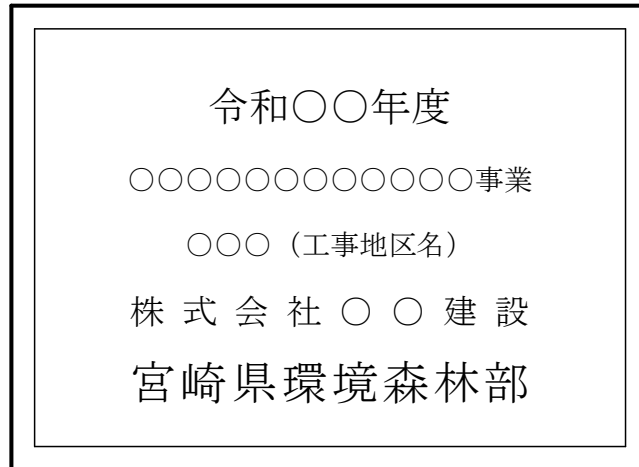 令和〇〇年度
〇〇〇〇〇〇〇〇〇〇〇〇事業
〇〇〇（工事地区名）
株式会社〇〇建設
宮崎県環境森林部